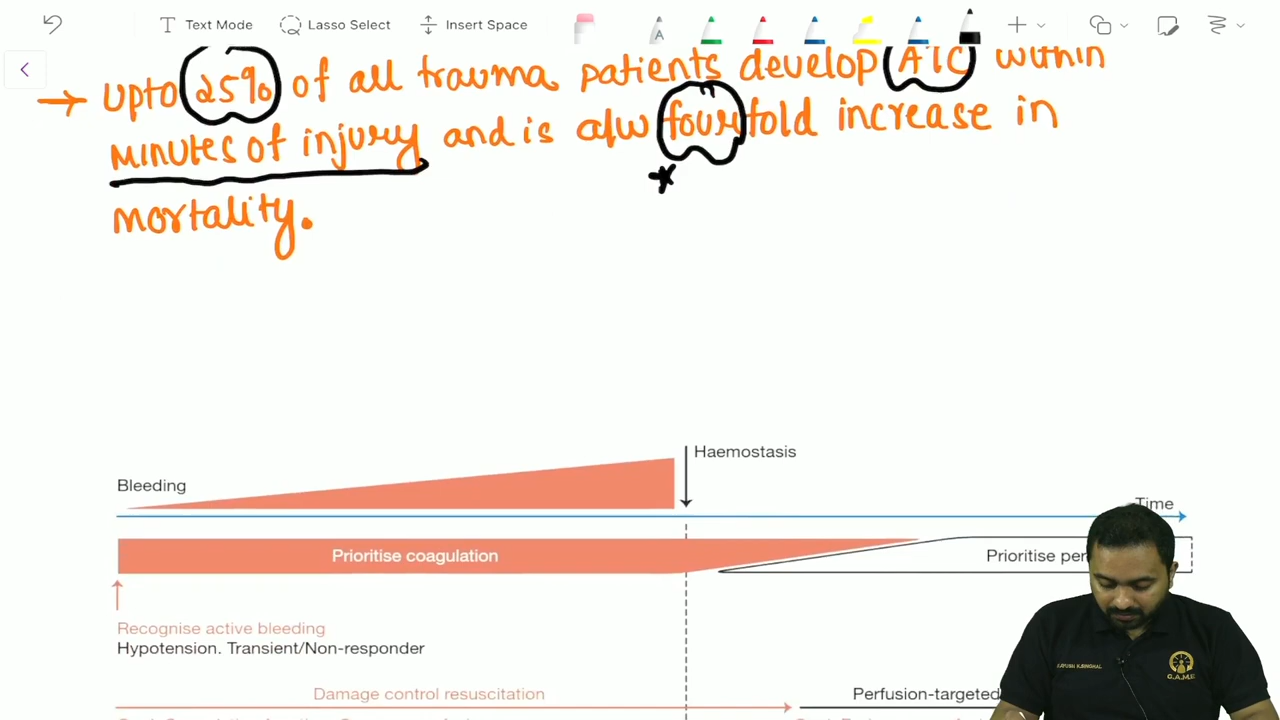 Text Mode Lasso Select Insert Space
→ upto 25% of all trauma patients develop ATC within
minutes of injury and is a/w fourfold increase in
mortality.
Haemostasis
Bleeding
Time
Prioritise coagulation
Recognise active bleeding
Hypotension. Transient/Non-responder
Damage control resuscitation Perfusion-targeted
G.A.M.E